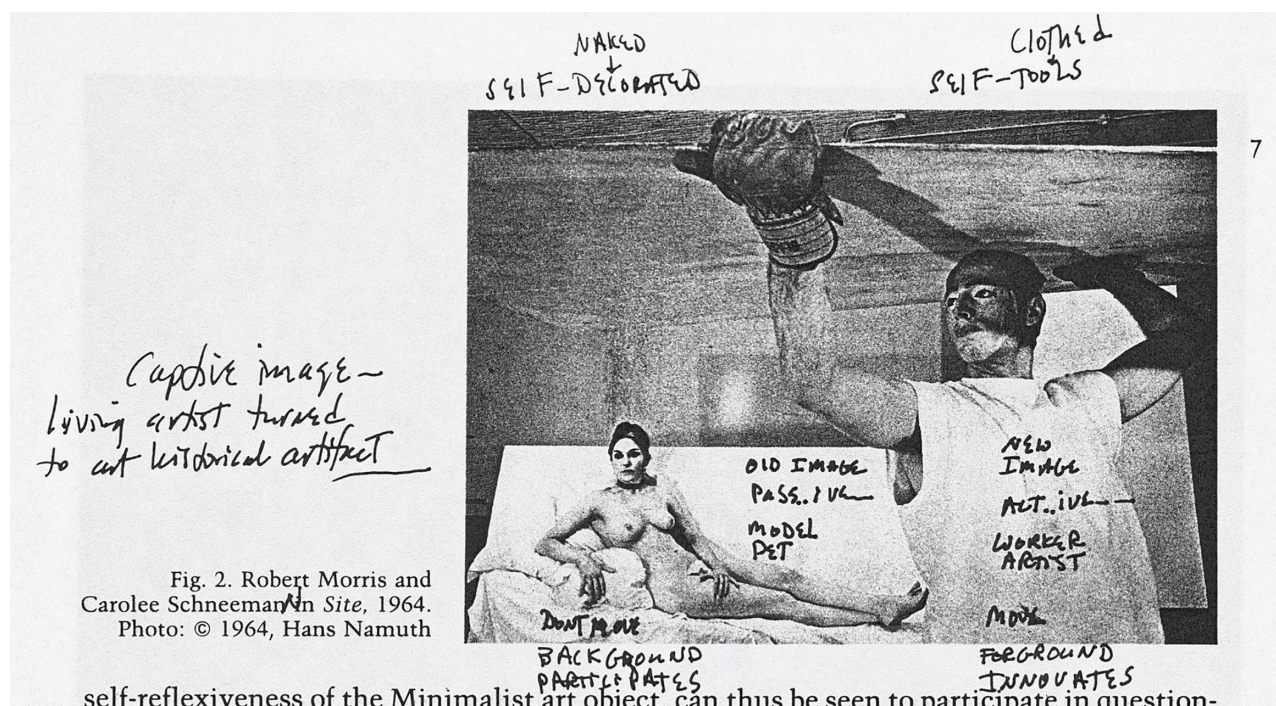 NAKED
SELF-DECORATED
Clothed
SELF-TOOLS
7
Captive image –
living artist turned
to art historical artifact
OLD IMAGE
PASS..IVE
MODEL
PET
NEW
IMAGE
ACT..IVE
WORKER
ARTIST
DON'T MOVE
MOVE
Fig. 2. Robert Morris and
Carolee SchneemanN in Site, 1964.
Photo: © 1964, Hans Namuth
BACKGROUND
PARTICIPATES
FORGROUND
INNOVATES
self-reflexiveness of the Minimalist art object, can thus be seen to participate in question-